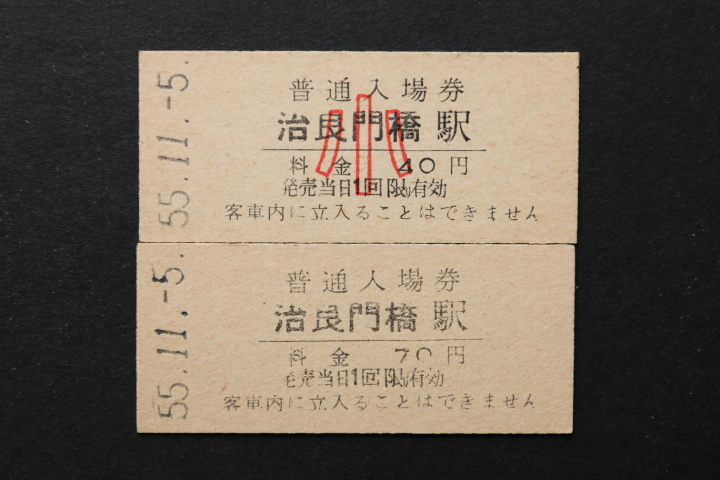 55.11.-5.
普通入場券
治良門橋駅
小
料金 40円
発売当日1回限り有効
客車内に立入ることはできません
55.11.-5.
普通入場券
治良門橋駅
料金 70円
発売当日1回限り有効
客車内に立入ることはできません